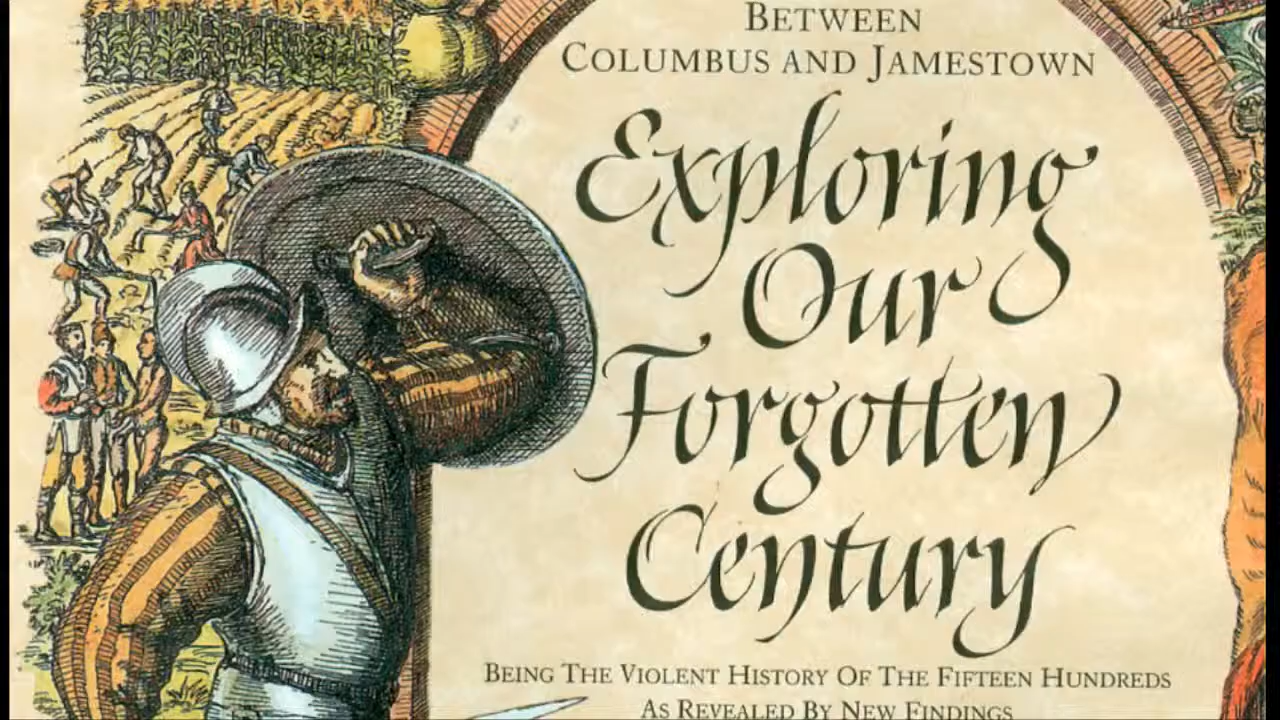 BETWEEN
COLUMBUS AND JAMESTOWN
Exploring
Our
Forgotten
Century
BEING THE VIOLENT HISTORY OF THE FIFTEEN HUNDREDS
AS REVEALED BY NEW FINDINGS